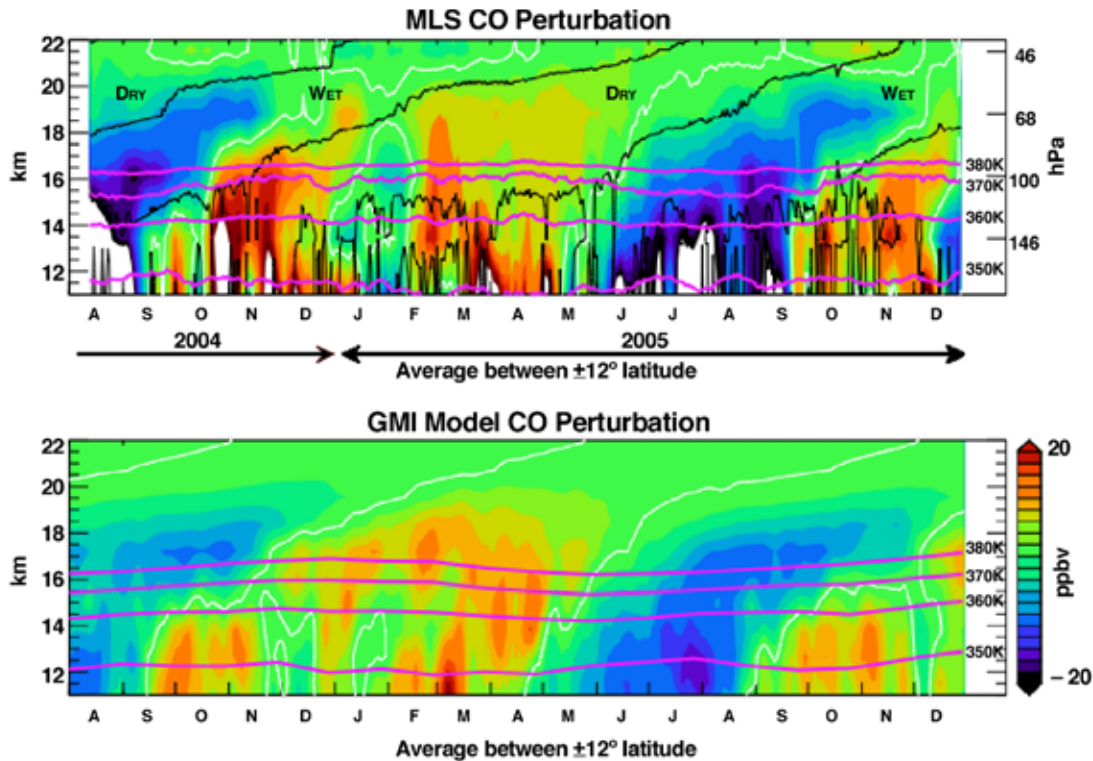 MLS CO Perturbation
22
20
18
16
14
12
km
DRY
WET
DRY
WET
46
68
100
146
hPa
380K
370K
360K
350K
A S O N D J F M A M J J A S O N D
2004
2005
Average between ±12° latitude
GMI Model CO Perturbation
22
20
18
16
14
12
km
380K
370K
360K
350K
20
ppbv
– 20
A S O N D J F M A M J J A S O N D
Average between ±12° latitude